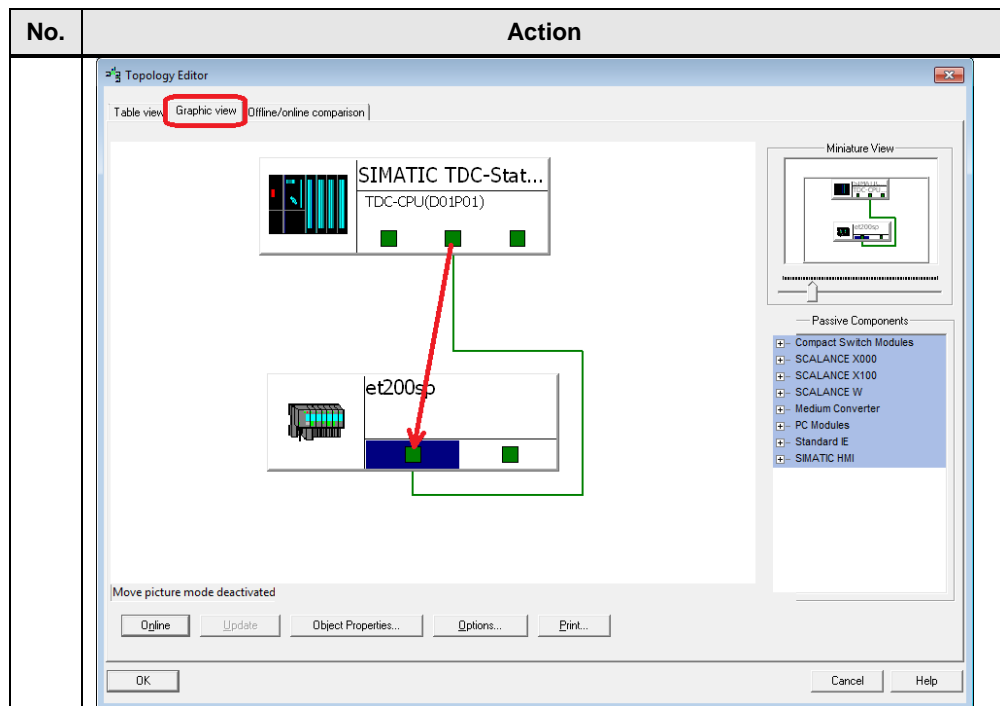 No. Action
Topology Editor
Table view Graphic view Offline/online comparison
Miniature View
SIMATIC TDC-Stat...
TDC-CPU(D01P01)
et200sp
et200sp
Passive Components
Compact Switch Modules
SCALANCE X000
SCALANCE X100
SCALANCE W
Medium Converter
PC Modules
Standard IE
SIMATIC HMI
Move picture mode deactivated
Online Update Object Properties... Options... Print...
OK Cancel Help